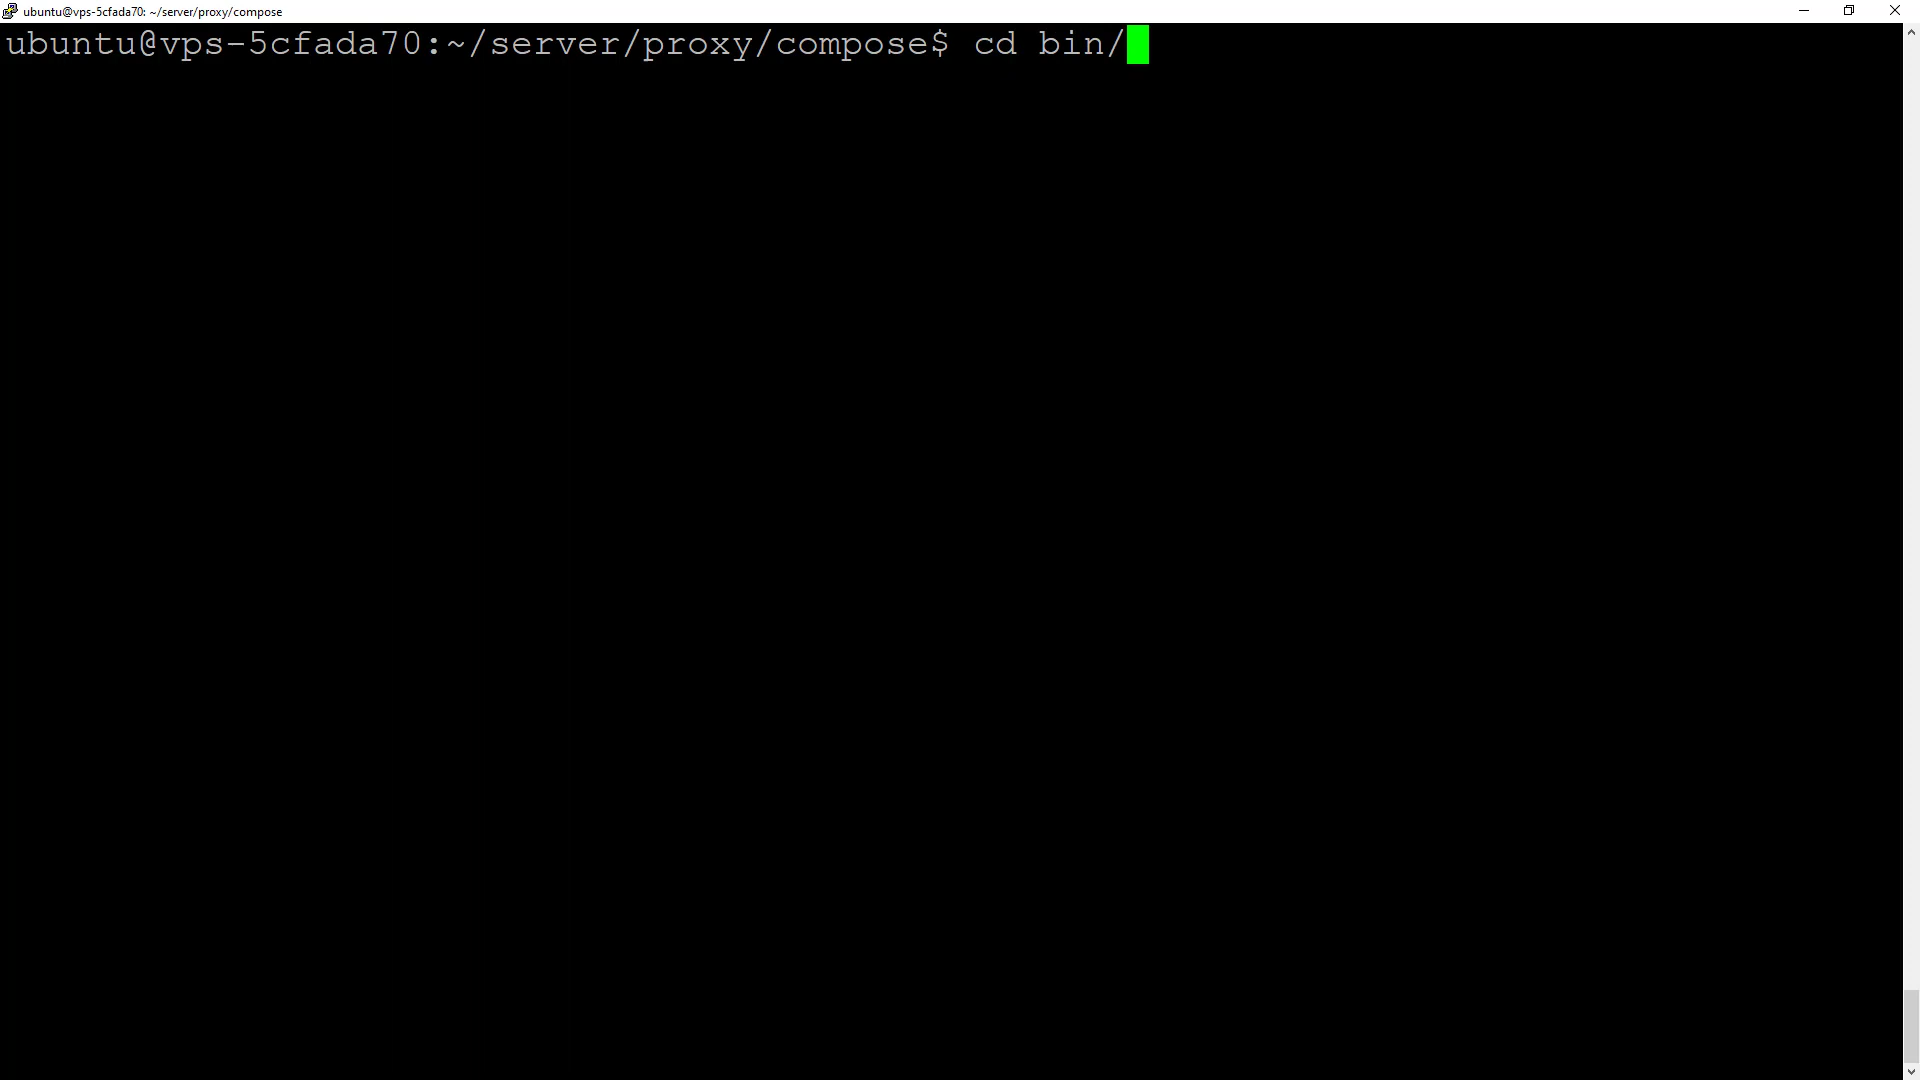 ubuntu@vps-5cfada70: ~/server/proxy/compose
ubuntu@vps-5cfada70:~/server/proxy/compose$ cd bin/